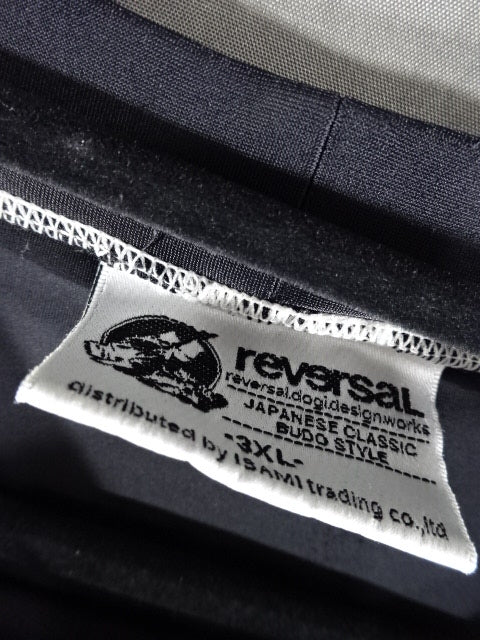 reversaL
reversal.dogi.design.works
JAPANESE CLASSIC
BUDO STYLE
-3XL-
distributed by ISAMI trading co.,ltd